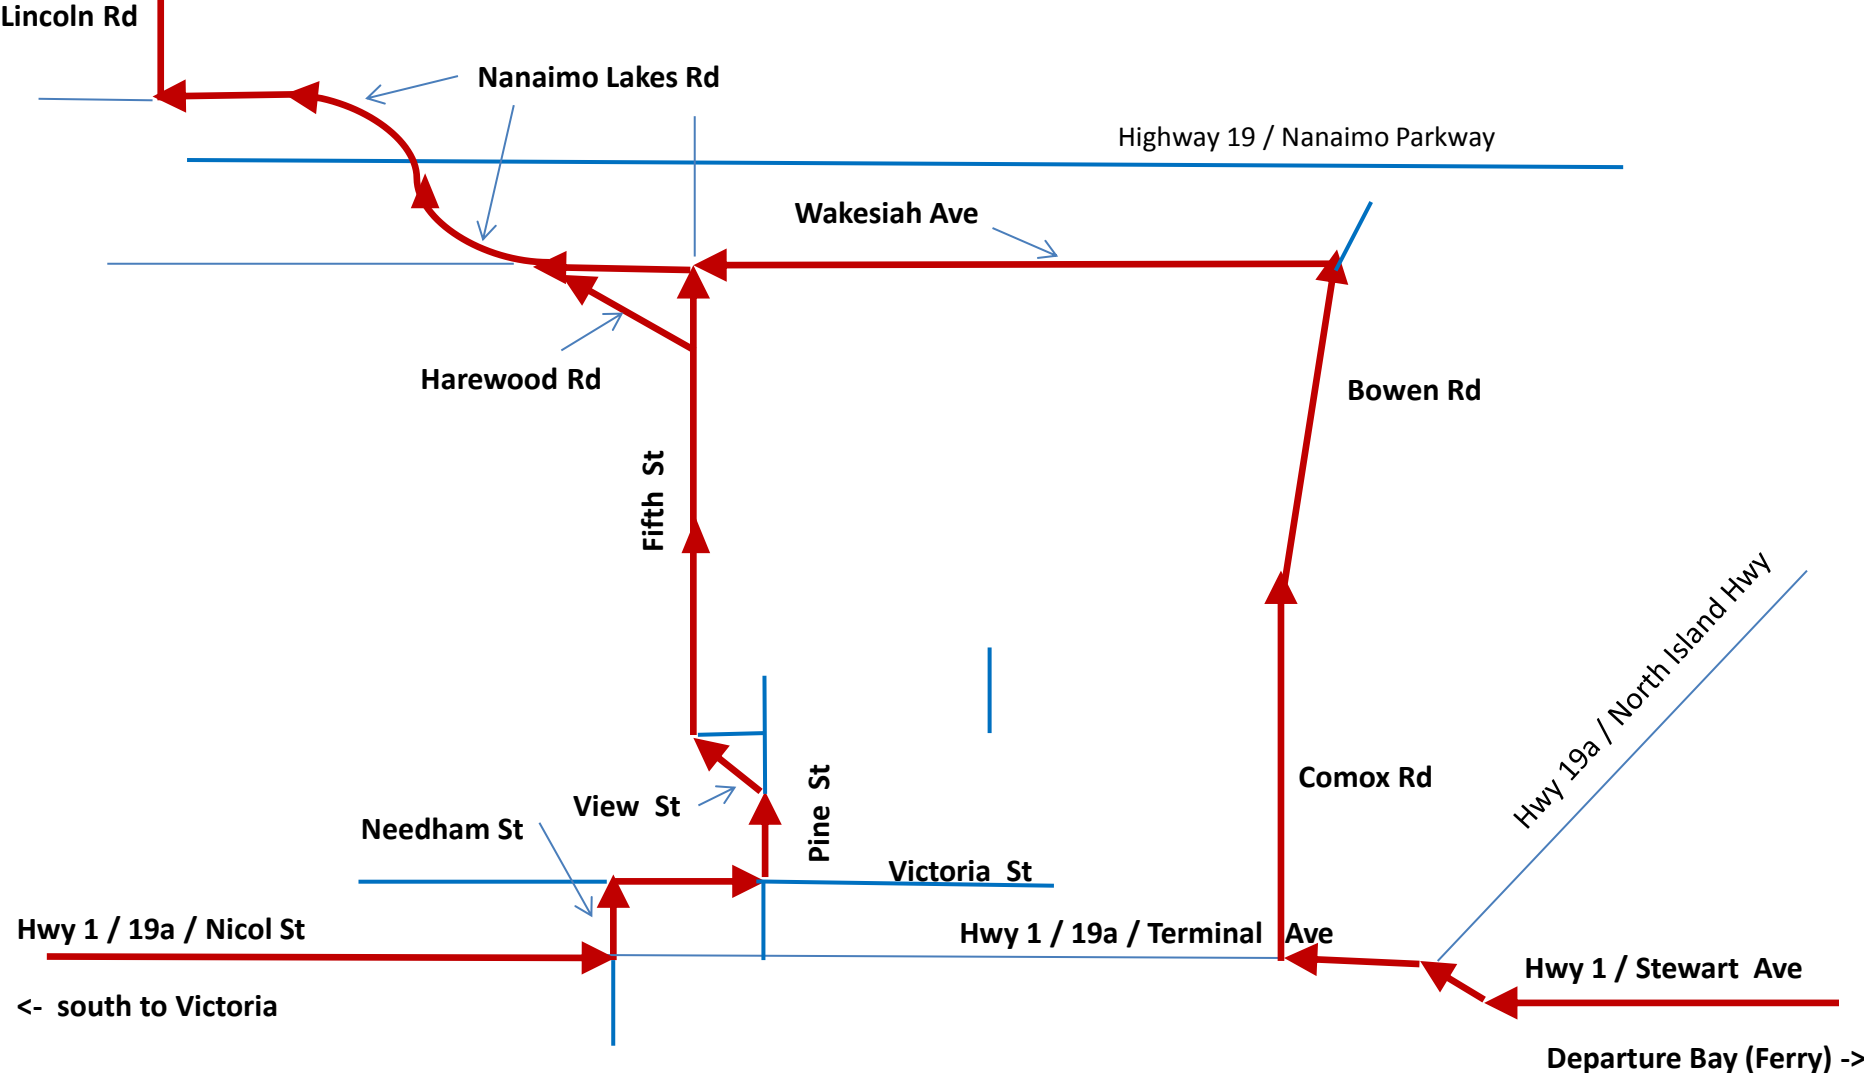 Lincoln Rd
Nanaimo Lakes Rd
Highway 19 / Nanaimo Parkway
Wakesiah Ave
Harewood Rd
Bowen Rd
Fifth St
Hwy 19a / North Island Hwy
View St
Pine St
Comox Rd
Needham St
Victoria St
Hwy 1 / 19a / Nicol St
Hwy 1 / 19a / Terminal Ave
Hwy 1 / Stewart Ave
<- south to Victoria
Departure Bay (Ferry) ->